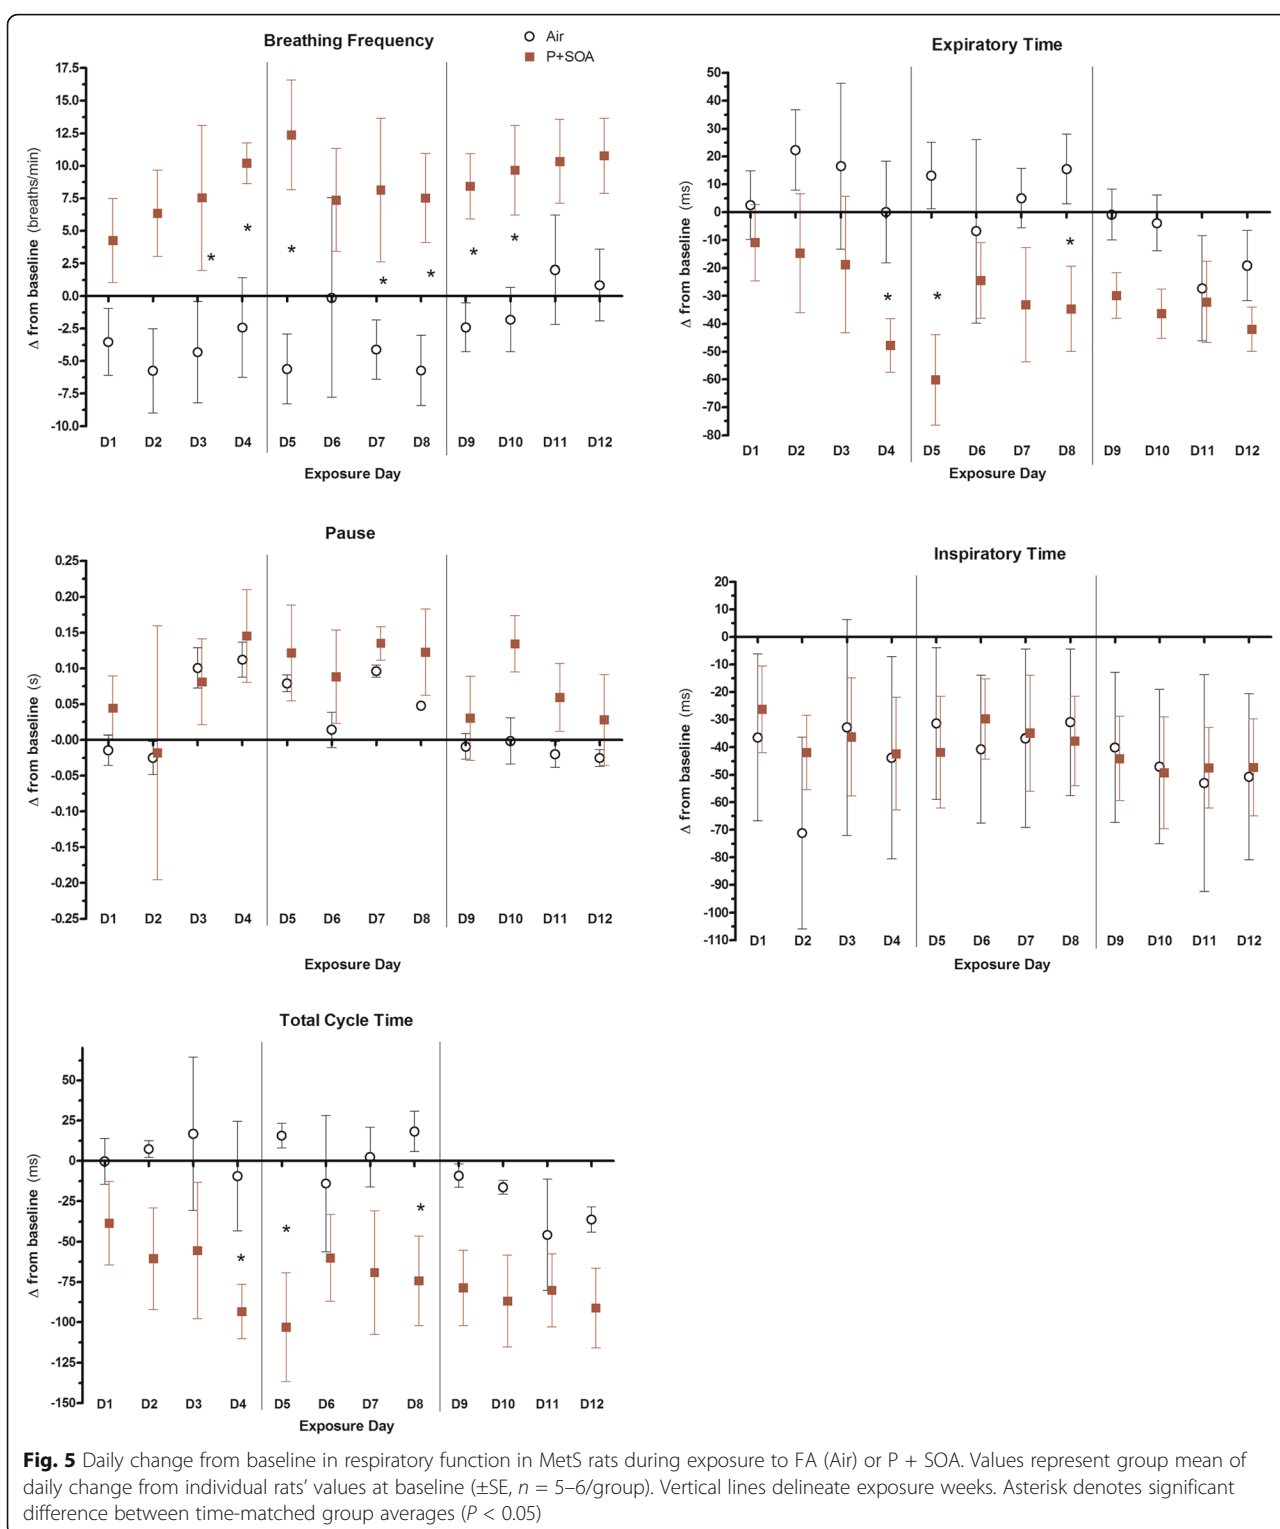 Breathing Frequency
Air
P+SOA
17.5
15.0
12.5
10.0
7.5
5.0
2.5
0.0
-2.5
-5.0
-7.5
-10.0
Δ from baseline (breaths/min)
*
*
*
*
*
*
*
D1 D2 D3 D4 D5 D6 D7 D8 D9 D10 D11 D12
Exposure Day
Expiratory Time
50
40
30
20
10
0
-10
-20
-30
-40
-50
-60
-70
-80
Δ from baseline (ms)
*
*
*
D1 D2 D3 D4 D5 D6 D7 D8 D9 D10 D11 D12
Exposure Day
Pause
0.25
0.20
0.15
0.10
0.05
-0.00
-0.05
-0.10
-0.15
-0.20
-0.25
Δ from baseline (s)
D1 D2 D3 D4 D5 D6 D7 D8 D9 D10 D11 D12
Exposure Day
Inspiratory Time
20
10
0
-10
-20
-30
-40
-50
-60
-70
-80
-90
-100
-110
Δ from baseline (ms)
D1 D2 D3 D4 D5 D6 D7 D8 D9 D10 D11 D12
Exposure Day
Total Cycle Time
50
25
0
-25
-50
-75
-100
-125
-150
Δ from baseline (ms)
*
*
*
D1 D2 D3 D4 D5 D6 D7 D8 D9 D10 D11 D12
Exposure Day
Fig. 5 Daily change from baseline in respiratory function in MetS rats during exposure to FA (Air) or P + SOA. Values represent group mean of
daily change from individual rats’ values at baseline (±SE, n = 5–6/group). Vertical lines delineate exposure weeks. Asterisk denotes significant
difference between time-matched group averages (P < 0.05)